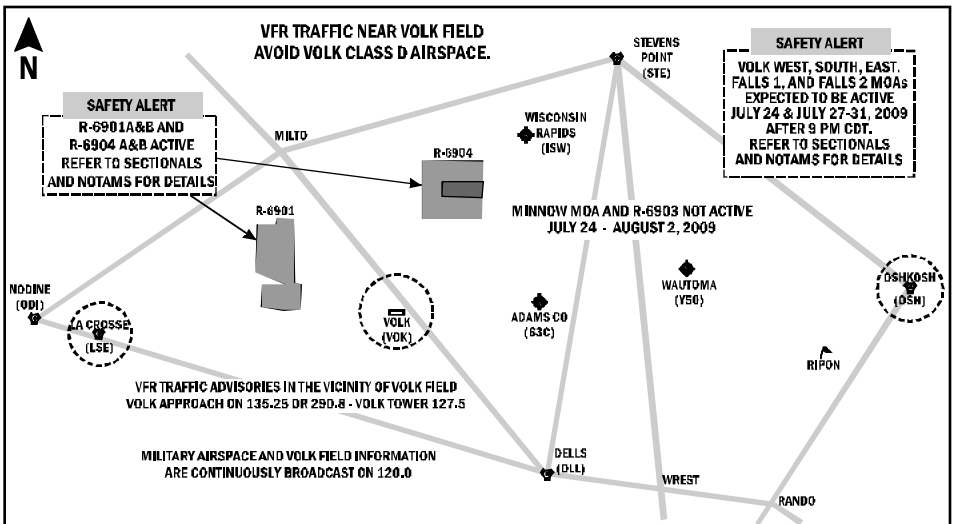 VFR TRAFFIC NEAR VOLK FIELD
AVOID VOLK CLASS D AIRSPACE.
N
SAFETY ALERT
R-6901A&B AND
R-6904 A&B ACTIVE
REFER TO SECTIONALS
AND NOTAMS FOR DETAILS
STEVENS
POINT
(STE)
SAFETY ALERT
VOLK WEST, SOUTH, EAST.
FALLS 1, AND FALLS 2 MOAs
EXPECTED TO BE ACTIVE
JULY 24 & JULY 27-31, 2009
AFTER 9 PM CDT.
REFER TO SECTIONALS
AND NOTAMS FOR DETAILS
MILTO
WISCONSIN
RAPIDS
(ISW)
R-6904
R-6901
MINNOW MOA AND R-6903 NOT ACTIVE
JULY 24 - AUGUST 2, 2009
NODINE
(ODI)
LA CROSSE
(LSE)
VOLK
(VOK)
ADAMS CO
(63C)
WAUTOMA
(Y50)
OSHKOSH
(OSH)
RIPON
VFR TRAFFIC ADVISORIES IN THE VICINITY OF VOLK FIELD
VOLK APPROACH ON 135.25 OR 290.8 - VOLK TOWER 127.5
MILITARY AIRSPACE AND VOLK FIELD INFORMATION
ARE CONTINUOUSLY BROADCAST ON 120.0
DELLS
(DLL)
WREST
RANDO